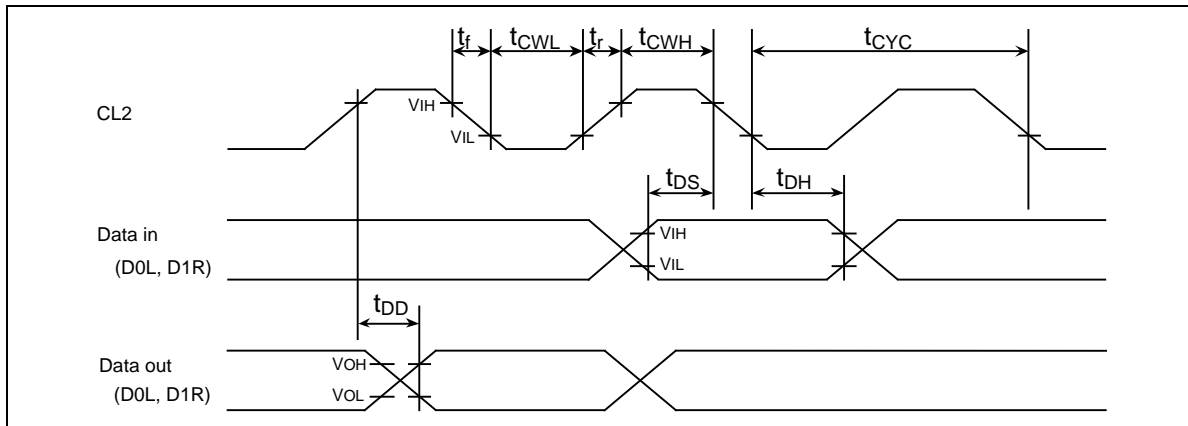 tf tCWL tr tCWH tCYC
CL2
VIH
VIL
tDS tDH
Data in
(D0L, D1R)
VIH
VIL
tDD
Data out
(D0L, D1R)
VOH
VOL